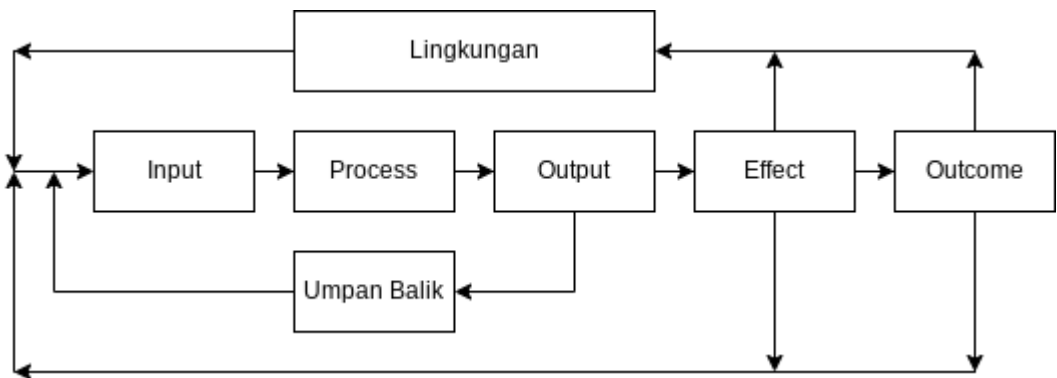 Lingkungan
Input
Process
Output
Effect
Outcome
Umpan Balik